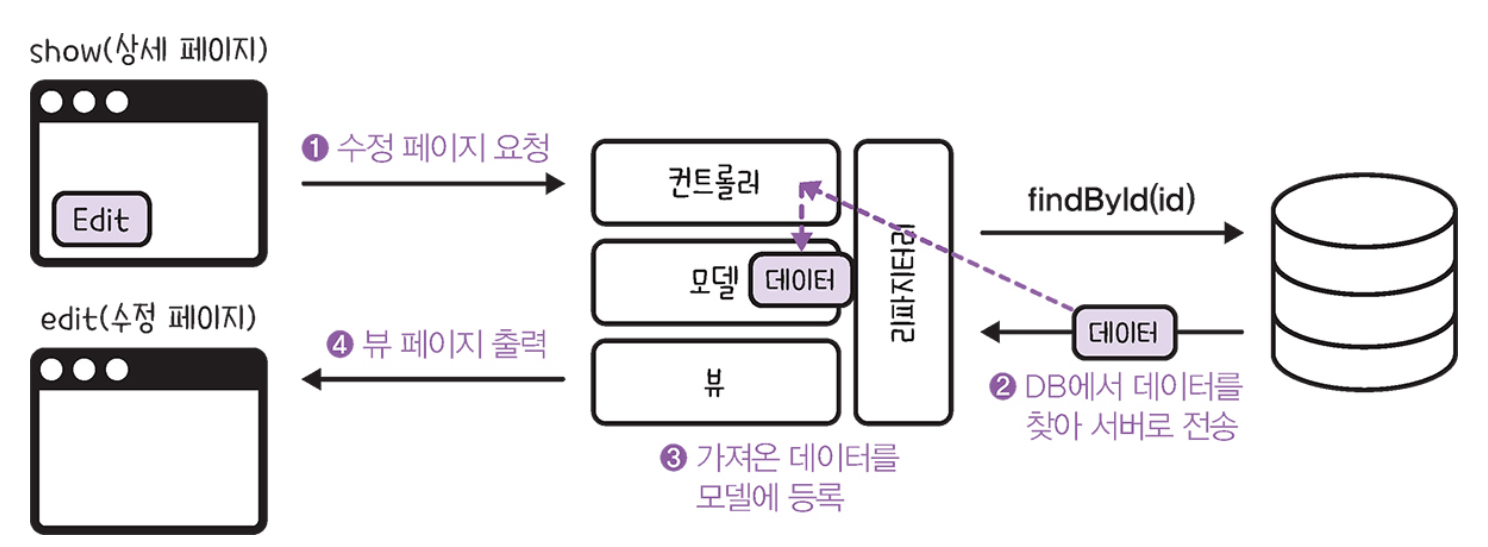 show(상세 페이지)
Edit
❶ 수정 페이지 요청
컨트롤러
모델
데이터
뷰
리파지터리
findById(id)
데이터
❷ DB에서 데이터를
찾아 서버로 전송
❸ 가져온 데이터를
모델에 등록
❹ 뷰 페이지 출력
edit(수정 페이지)